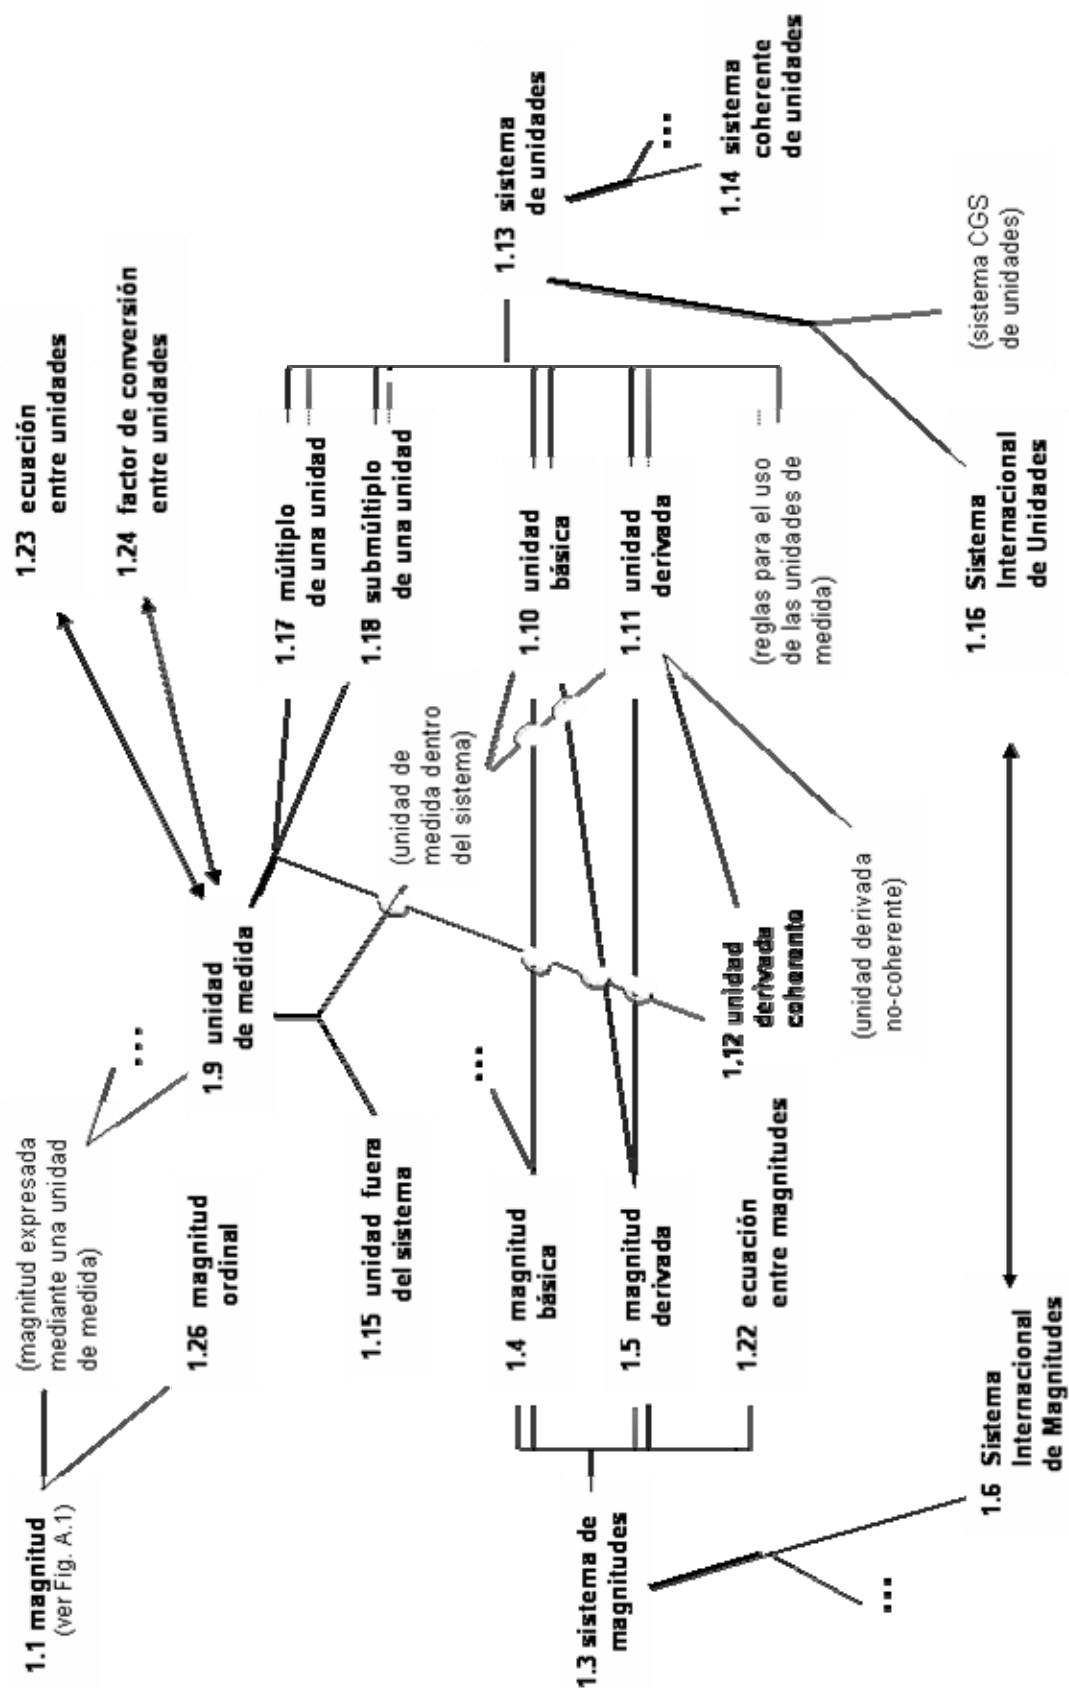 1.1 magnitud
(ver Fig. A.1)
(magnitud expresada
mediante una unidad
de medida)
1.26 magnitud
ordinal
...
1.9 unidad
de medida
1.23 ecuación
entre unidades
1.24 factor de conversión
entre unidades
1.15 unidad fuera
del sistema
(unidad de
medida dentro
del sistema)
1.17 múltiplo
de una unidad
1.18 submúltiplo
de una unidad
1.3 sistema de
magnitudes
1.4 magnitud
básica
...
1.5 magnitud
derivada
1.22 ecuación
entre magnitudes
1.10 unidad
básica
1.11 unidad
derivada
1.12 unidad
derivada
coherente
(unidad derivada
no-coherente)
(reglas para el uso
de las unidades de
medida)
1.13 sistema
de unidades
...
1.14 sistema
coherente
de unidades
...
1.6 Sistema
Internacional
de Magnitudes
1.16 Sistema
Internacional
de Unidades
(sistema CGS
de unidades)